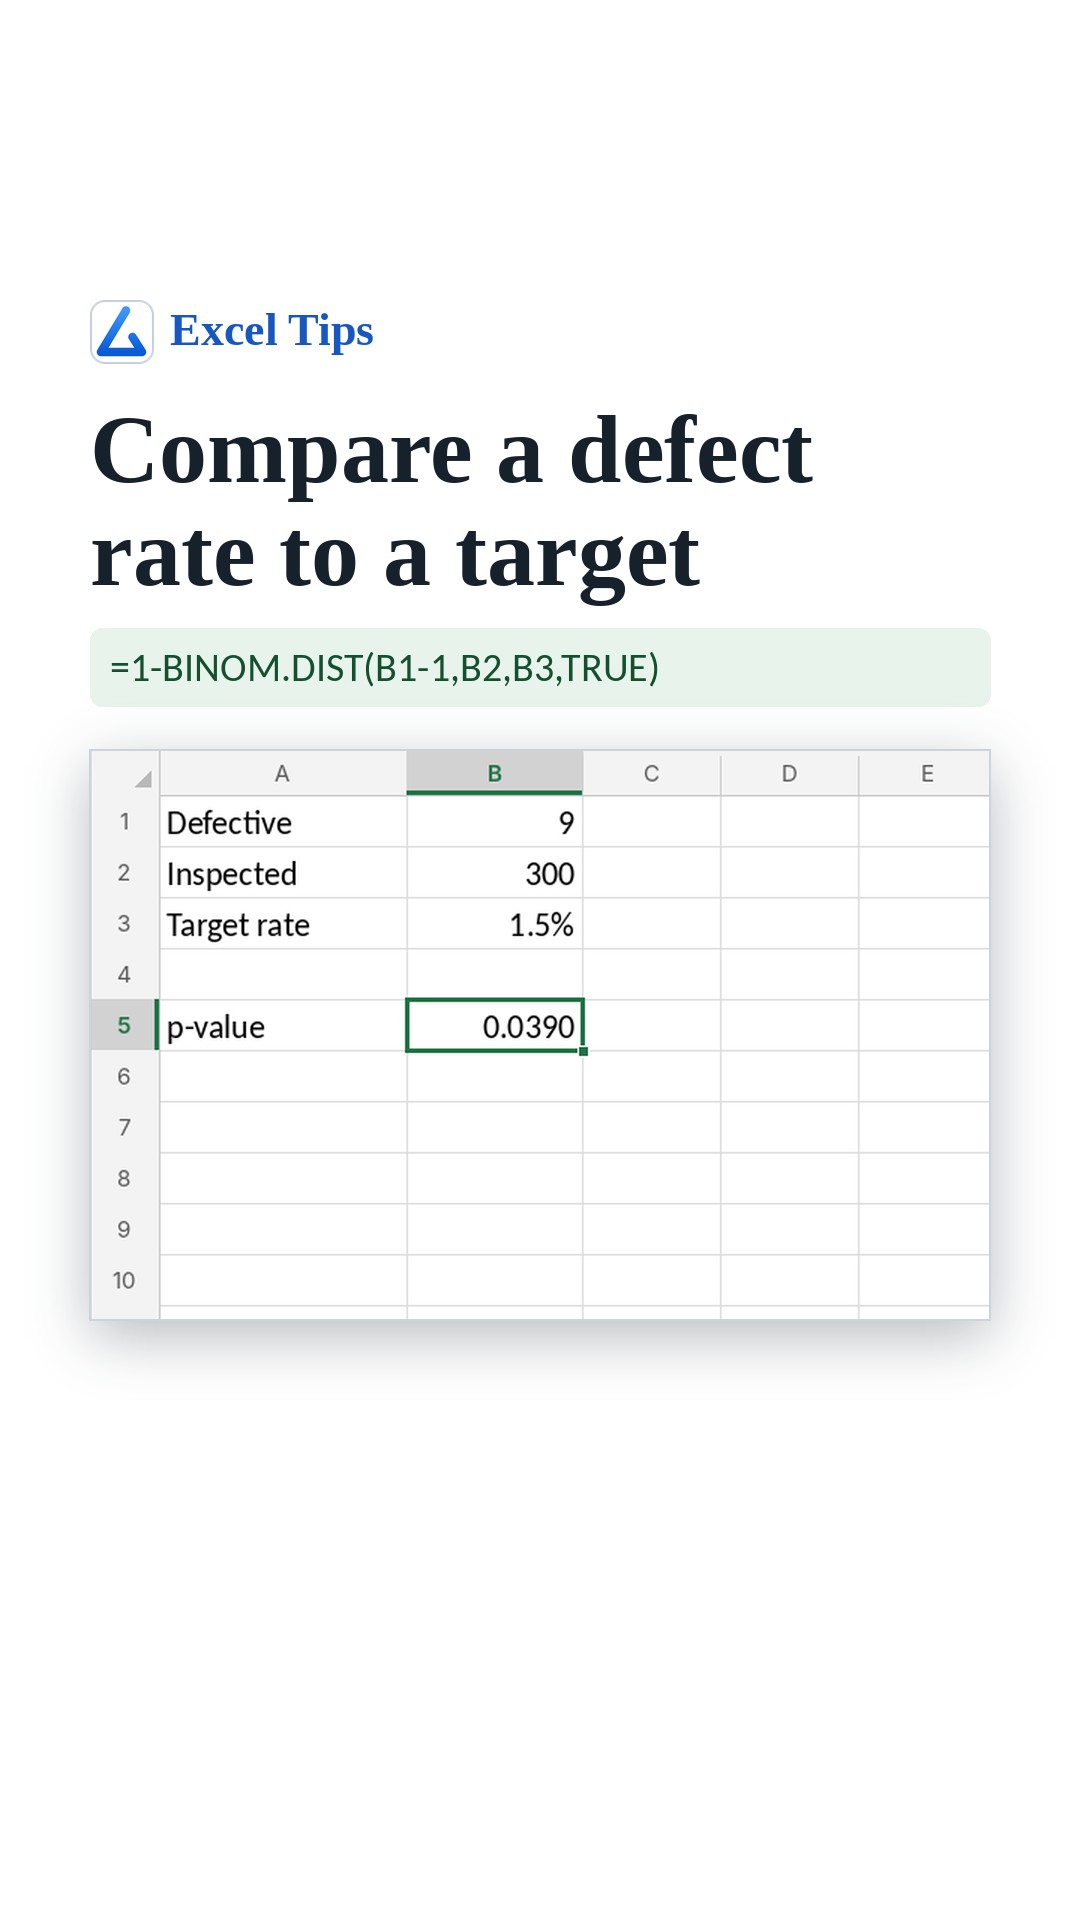 Excel Tips
Compare a defect
rate to a target
=1-BINOM.DIST(B1-1,B2,B3,TRUE)
A B C D E
1 Defective 9
2 Inspected 300
3 Target rate 1.5%
4
5 p-value 0.0390
6
7
8
9
10